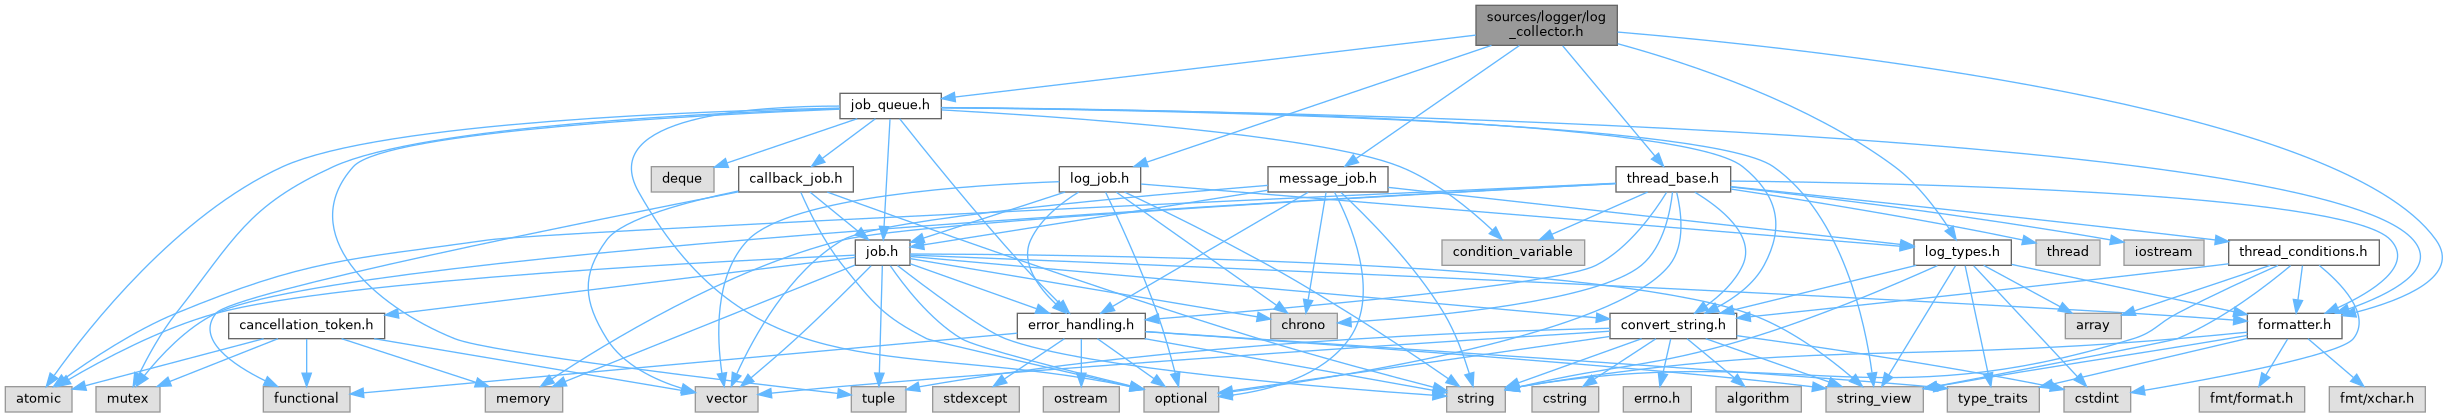 sources/logger/log
_collector.h
job_queue.h
deque
callback_job.h
log_job.h
message_job.h
thread_base.h
job.h
condition_variable
log_types.h
thread
iostream
thread_conditions.h
cancellation_token.h
error_handling.h
chrono
convert_string.h
array
formatter.h
atomic
mutex
functional
memory
vector
tuple
stdexcept
ostream
optional
string
cstring
errno.h
algorithm
string_view
type_traits
cstdint
fmt/format.h
fmt/xchar.h